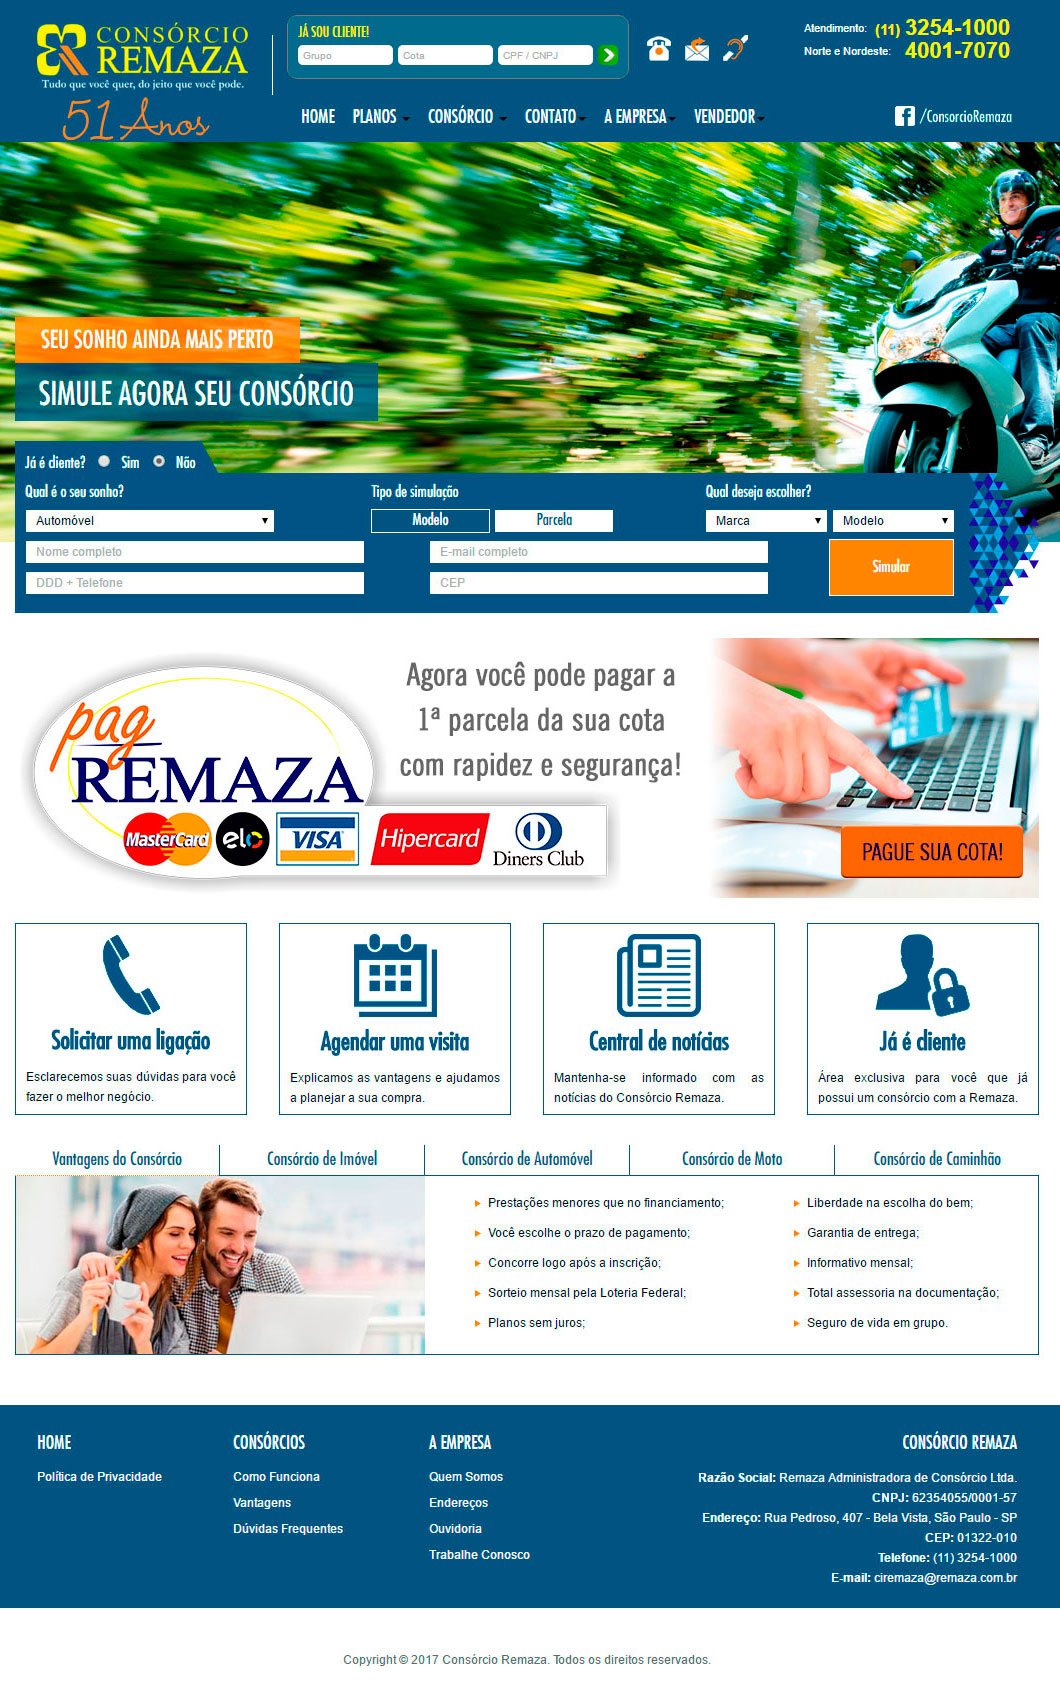 CONSÓRCIO
REMAZA
Tudo que você quer, do jeito que você pode.
51 Anos
JÁ SOU CLIENTE!
Grupo
Cota
CPF / CNPJ
Atendimento: (11) 3254-1000
Norte e Nordeste: 4001-7070
HOME PLANOS CONSÓRCIO CONTATO A EMPRESA VENDEDOR
/ConsorcioRemaza
SEU SONHO AINDA MAIS PERTO
SIMULE AGORA SEU CONSÓRCIO
Já é cliente? Sim Não
Qual é o seu sonho? Tipo de simulação Qual deseja escolher?
Automóvel Modelo Parcela Marca Modelo
Nome completo E-mail completo
DDD + Telefone CEP
Simular
pag
REMAZA
MasterCard elo VISA Hipercard Diners Club
Agora você pode pagar a
1ª parcela da sua cota
com rapidez e segurança!
PAGUE SUA COTA!
Solicitar uma ligação
Esclarecemos suas dúvidas para você
fazer o melhor negócio.
Agendar uma visita
Explicamos as vantagens e ajudamos
a planejar a sua compra.
Central de notícias
Mantenha-se informado com as
notícias do Consórcio Remaza.
Já é cliente
Área exclusiva para você que já
possui um consórcio com a Remaza.
Vantagens do Consórcio Consórcio de Imóvel Consórcio de Automóvel Consórcio de Moto Consórcio de Caminhão
Prestações menores que no financiamento;
Você escolhe o prazo de pagamento;
Concorre logo após a inscrição;
Sorteio mensal pela Loteria Federal;
Planos sem juros;
Liberdade na escolha do bem;
Garantia de entrega;
Informativo mensal;
Total assessoria na documentação;
Seguro de vida em grupo.
HOME
Política de Privacidade
CONSÓRCIOS
Como Funciona
Vantagens
Dúvidas Frequentes
A EMPRESA
Quem Somos
Endereços
Ouvidoria
Trabalhe Conosco
CONSÓRCIO REMAZA
Razão Social: Remaza Administradora de Consórcio Ltda.
CNPJ: 62354055/0001-57
Endereço: Rua Pedroso, 407 - Bela Vista, São Paulo - SP
CEP: 01322-010
Telefone: (11) 3254-1000
E-mail: ciremaza@remaza.com.br
Copyright © 2017 Consórcio Remaza. Todos os direitos reservados.